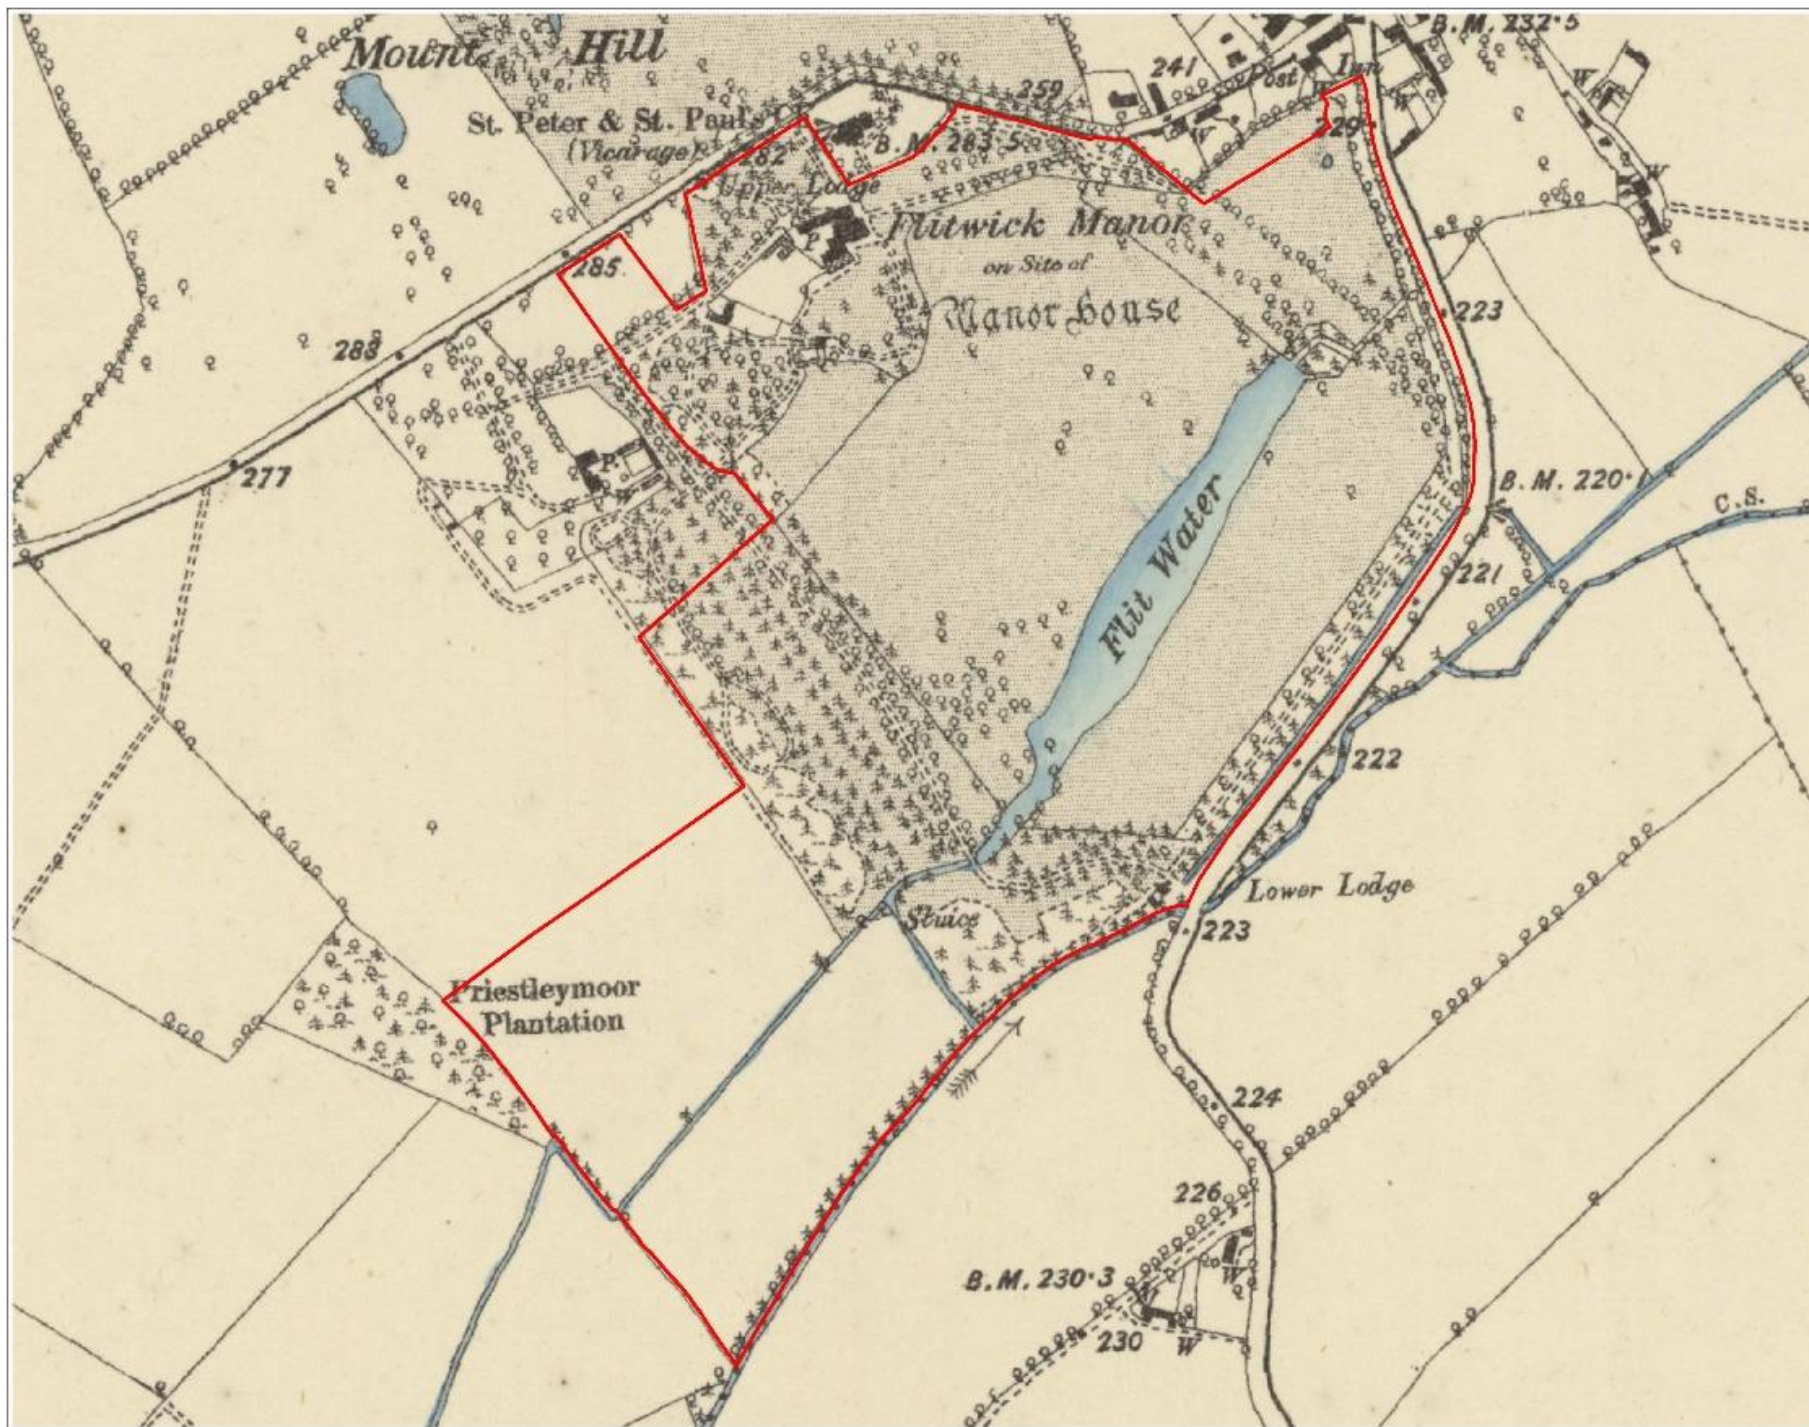 B.M. 232·5
Mount Hill
241
Post
Inn
W
W
259
W
W
St. Peter & St. Paul's
(Vicarage)
B.M. 283·5
229
282
Upper Lodge
W
Flitwick Manor
P.
on Site of
285
Manor House
223
288
P.
277
B.M. 220·1
C.S.
Flit Water
221
222
Lower Lodge
Sluice
223
Priestleymoor
Plantation
224
226
B.M. 230·3
W
230
W